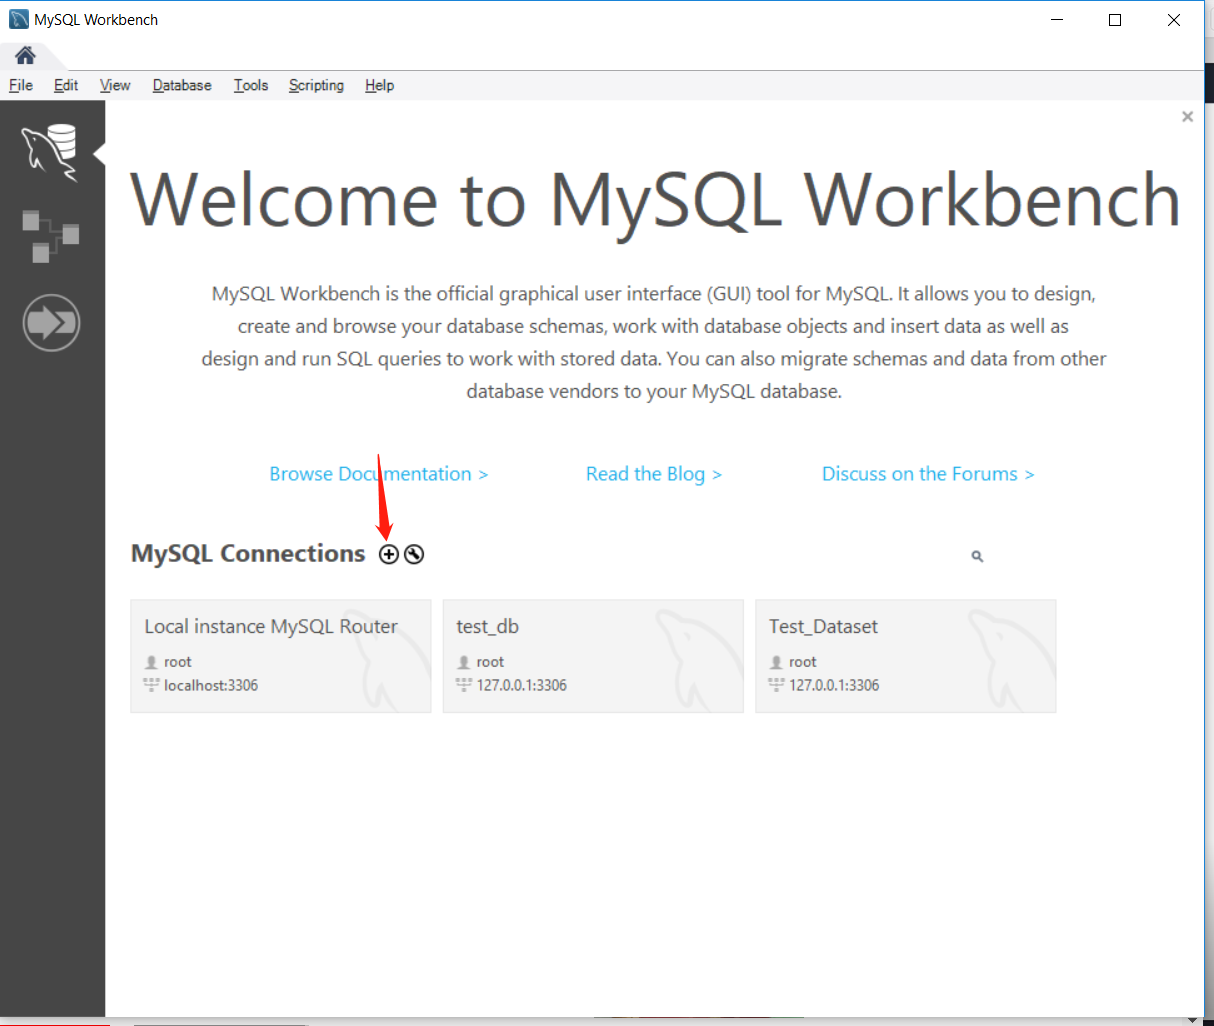 MySQL Workbench
File Edit View Database Tools Scripting Help
Welcome to MySQL Workbench
MySQL Workbench is the official graphical user interface (GUI) tool for MySQL. It allows you to design,
create and browse your database schemas, work with database objects and insert data as well as
design and run SQL queries to work with stored data. You can also migrate schemas and data from other
database vendors to your MySQL database.
Browse Documentation > Read the Blog > Discuss on the Forums >
MySQL Connections
Local instance MySQL Router
root
localhost:3306
test_db
root
127.0.0.1:3306
Test_Dataset
root
127.0.0.1:3306